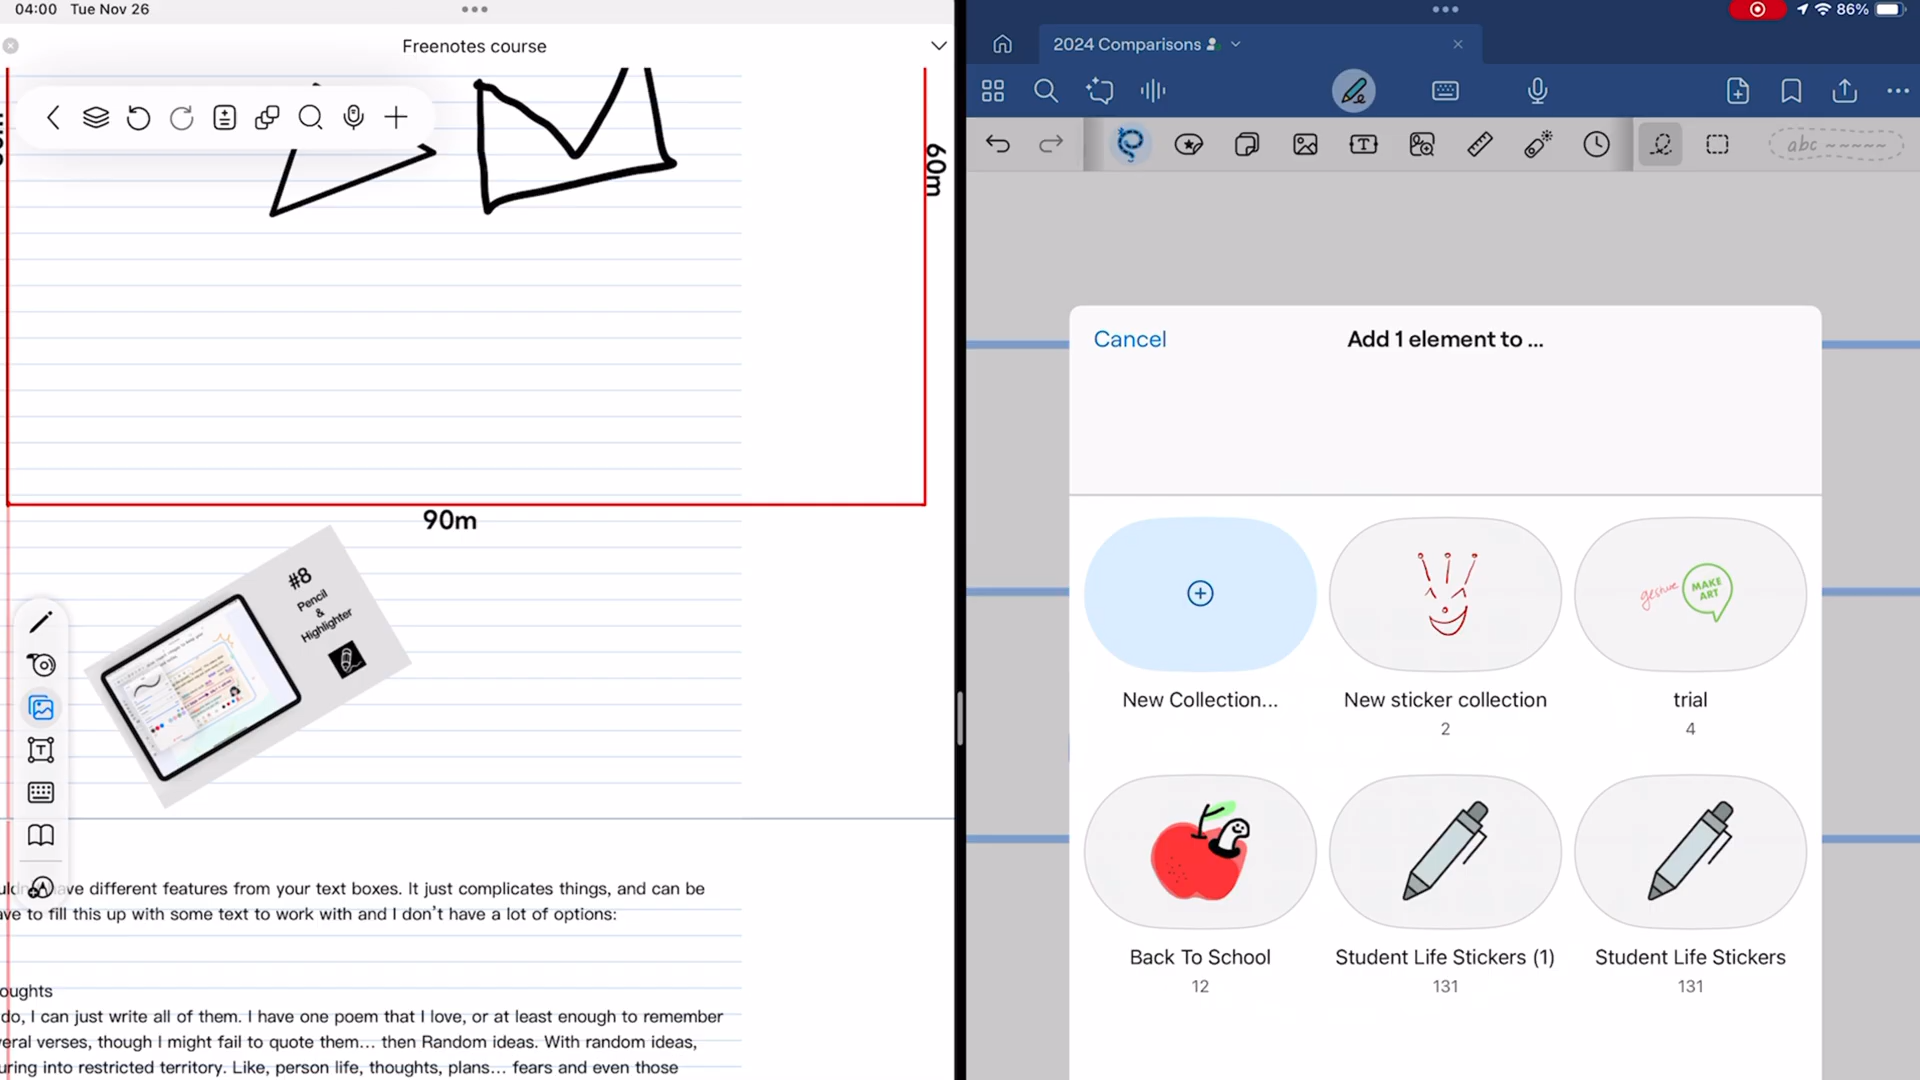 04:00 Tue Nov 26
Freenotes course
60m
90m
#8
Pencil
&
Highlighter
have different features from your text boxes. It just complicates things, and can be
to fill this up with some text to work with and I don't have a lot of options:
do, I can just write all of them. I have one poem that I love, or at least enough to remember
verses, though I might fail to quote them... then Random ideas. With random ideas,
into restricted territory. Like, person life, thoughts, plans... fears and even those
86%
2024 Comparisons
abc
Cancel
Add 1 element to ...
gesture
MAKE
ART
New Collection...
New sticker collection
trial
2
4
Back To School
Student Life Stickers (1)
Student Life Stickers
12
131
131